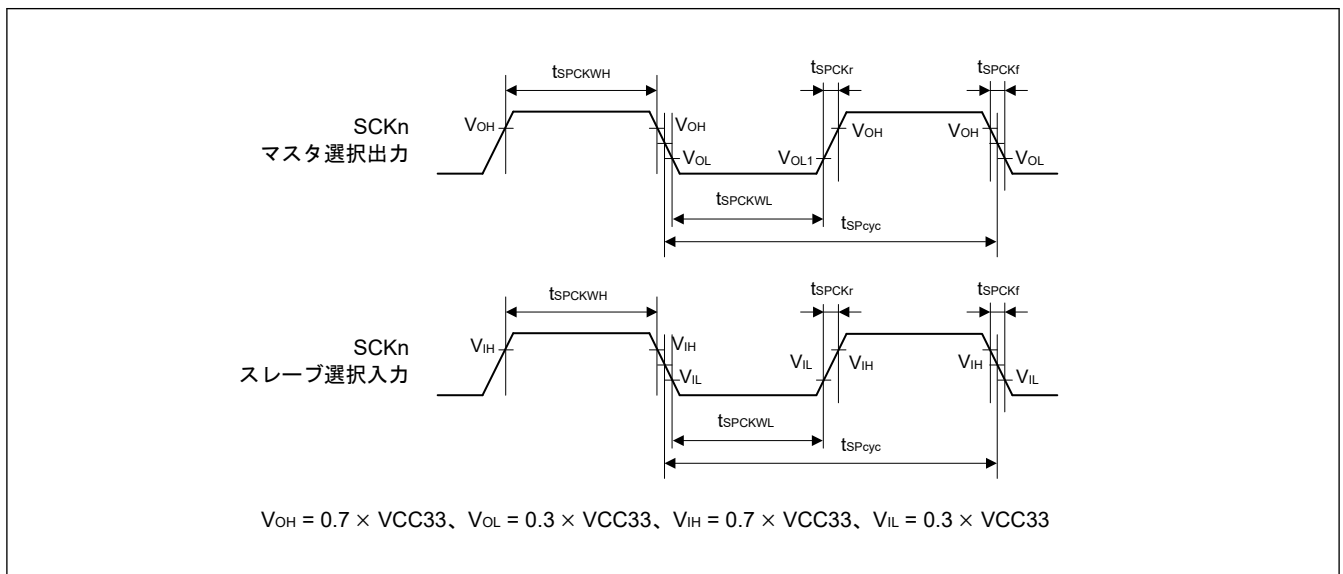 tSPCKWH
tSPCKr
tSPCKf
SCKn
マスタ選択出力
VOH
VOH
VOL
VOL1
VOH
VOH
VOL
tSPCKWL
tSPcyc
tSPCKWH
tSPCKr
tSPCKf
SCKn
スレーブ選択入力
VIH
VIH
VIL
VIL
VIH
VIH
VIL
tSPCKWL
tSPcyc
VOH = 0.7 × VCC33、VOL = 0.3 × VCC33、VIH = 0.7 × VCC33、VIL = 0.3 × VCC33